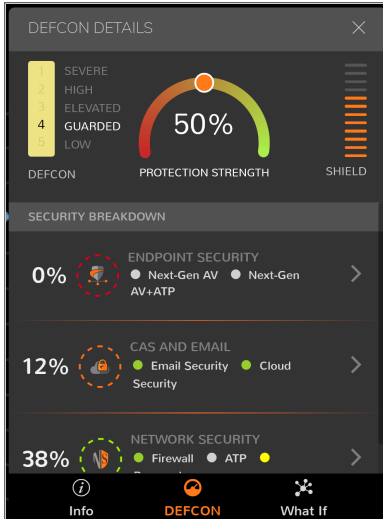 DEFCON DETAILS
1 SEVERE
2 HIGH
3 ELEVATED
4 GUARDED
5 LOW
50%
DEFCON
PROTECTION STRENGTH
SHIELD
SECURITY BREAKDOWN
0%
ENDPOINT SECURITY
Next-Gen AV Next-Gen
AV+ATP
12%
CAS AND EMAIL
Email Security Cloud
Security
38%
NETWORK SECURITY
Firewall ATP
Info
DEFCON
What If